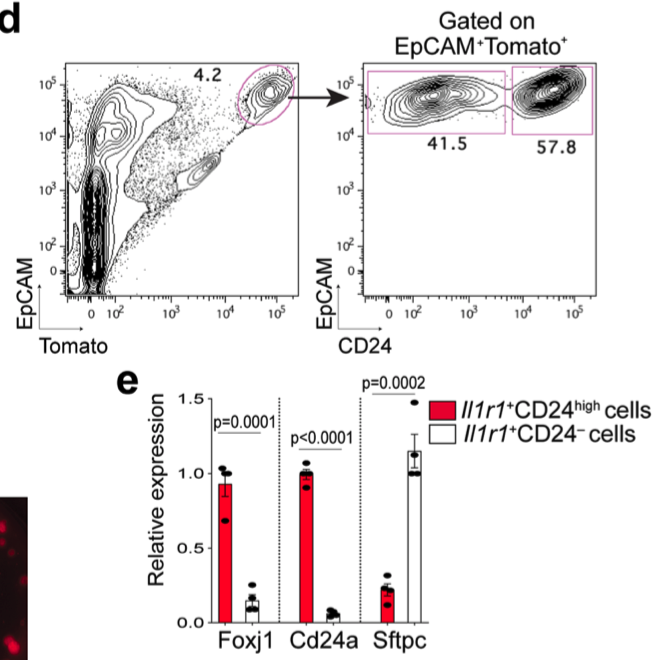 d
Gated on
EpCAM⁺Tomato⁺
4.2
10⁵
10⁴
10³
10²
0
EpCAM
0 10² 10³ 10⁴ 10⁵
Tomato
41.5
57.8
10⁵
10⁴
10³
10²
0
EpCAM
0 10² 10³ 10⁴ 10⁵
CD24
e
Relative expression
1.5
1.0
0.5
0.0
p=0.0001
p<0.0001
p=0.0002
Il1r1⁺CD24ʰⁱᵍʰ cells
Il1r1⁺CD24⁻ cells
Foxj1 Cd24a Sftpc